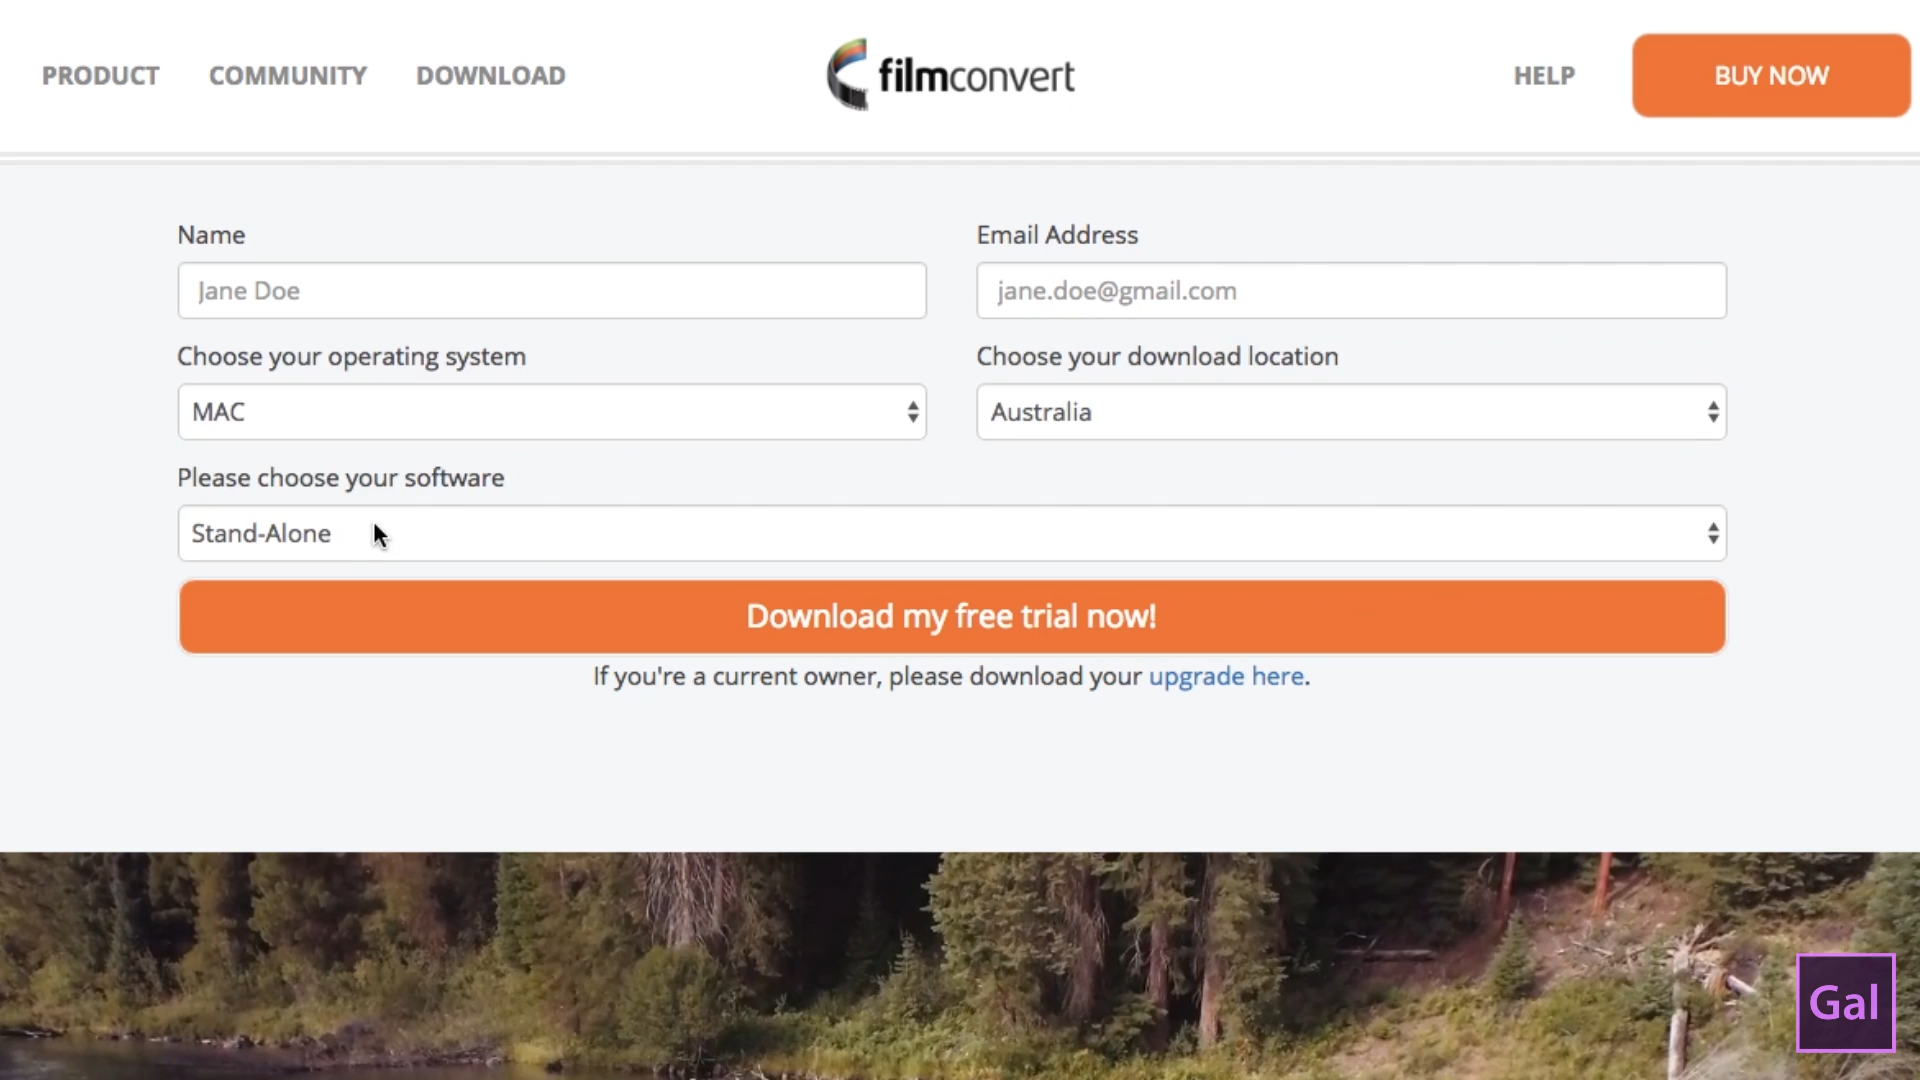 PRODUCT COMMUNITY DOWNLOAD filmconvert HELP BUY NOW
Name Email Address
Jane Doe jane.doe@gmail.com
Choose your operating system Choose your download location
MAC Australia
Please choose your software
Stand-Alone
Download my free trial now!
If you're a current owner, please download your upgrade here.
Gal